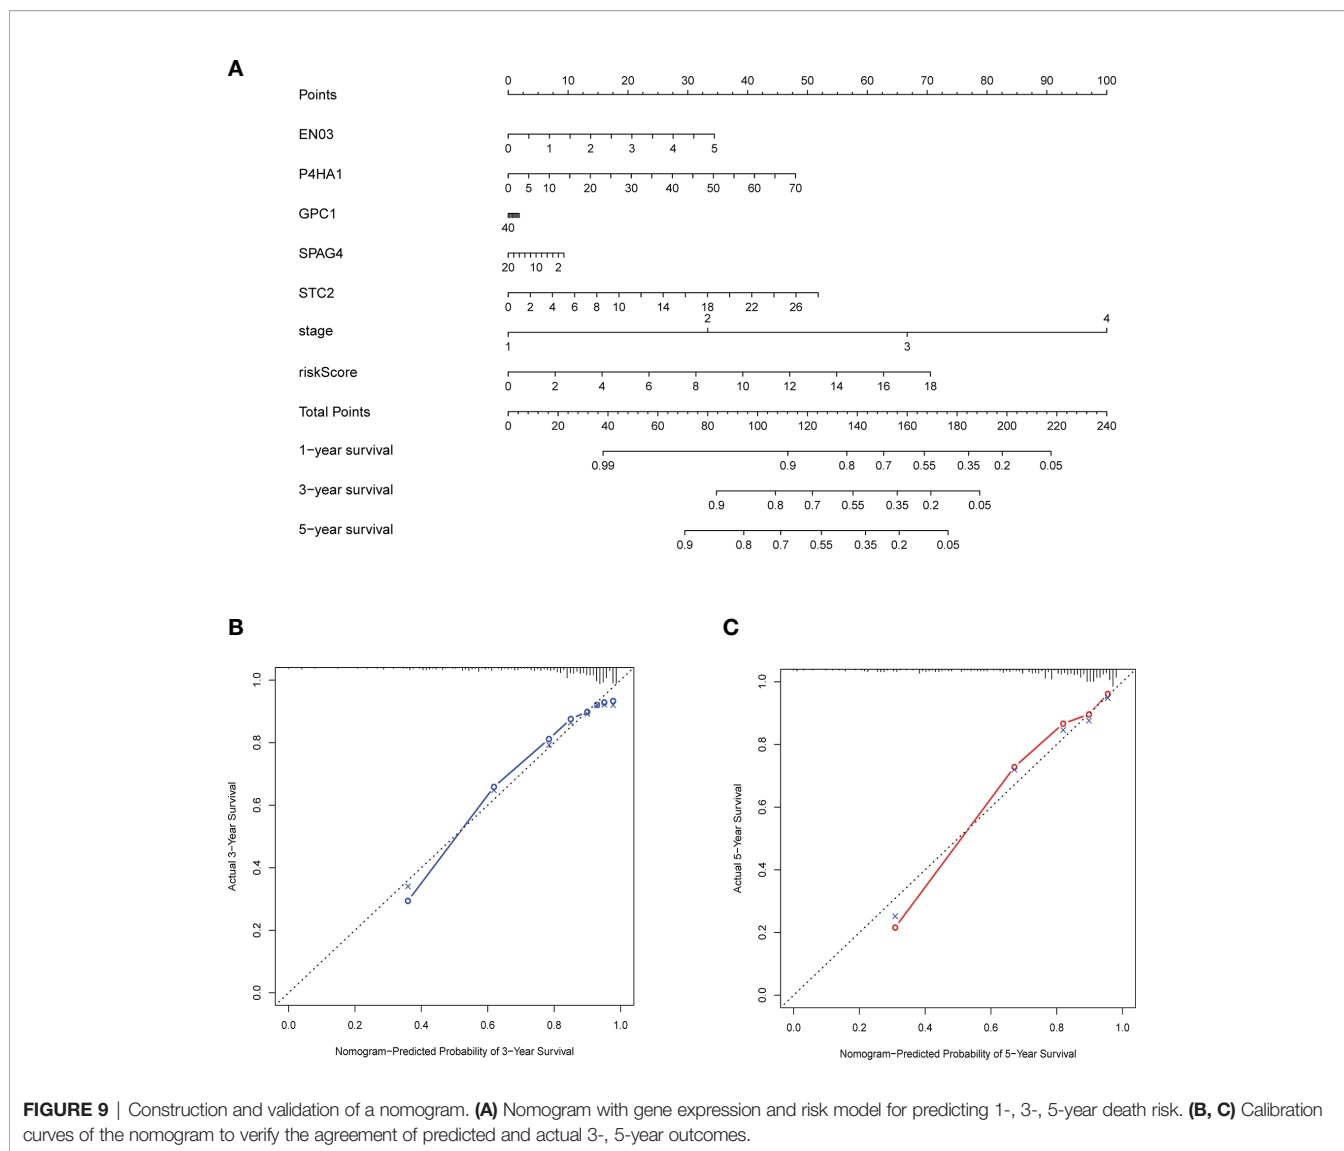 A
0 10 20 30 40 50 60 70 80 90 100
Points
EN03
0 1 2 3 4 5
P4HA1
0 5 10 20 30 40 50 60 70
GPC1
40
SPAG4
20 10 2
STC2
0 2 4 6 8 10 14 18 22 26
2 4
stage
1 3
riskScore
0 2 4 6 8 10 12 14 16 18
Total Points
0 20 40 60 80 100 120 140 160 180 200 220 240
1−year survival
0.99 0.9 0.8 0.7 0.55 0.35 0.2 0.05
3−year survival
0.9 0.8 0.7 0.55 0.35 0.2 0.05
5−year survival
0.9 0.8 0.7 0.55 0.35 0.2 0.05
B
1.0
0.8
0.6
0.4
0.2
0.0
Actual 3−Year Survival
0.0 0.2 0.4 0.6 0.8 1.0
Nomogram−Predicted Probability of 3−Year Survival
C
1.0
0.8
0.6
0.4
0.2
0.0
Actual 5−Year Survival
0.0 0.2 0.4 0.6 0.8 1.0
Nomogram−Predicted Probability of 5−Year Survival
FIGURE 9 | Construction and validation of a nomogram. (A) Nomogram with gene expression and risk model for predicting 1-, 3-, 5-year death risk. (B, C) Calibration
curves of the nomogram to verify the agreement of predicted and actual 3-, 5-year outcomes.